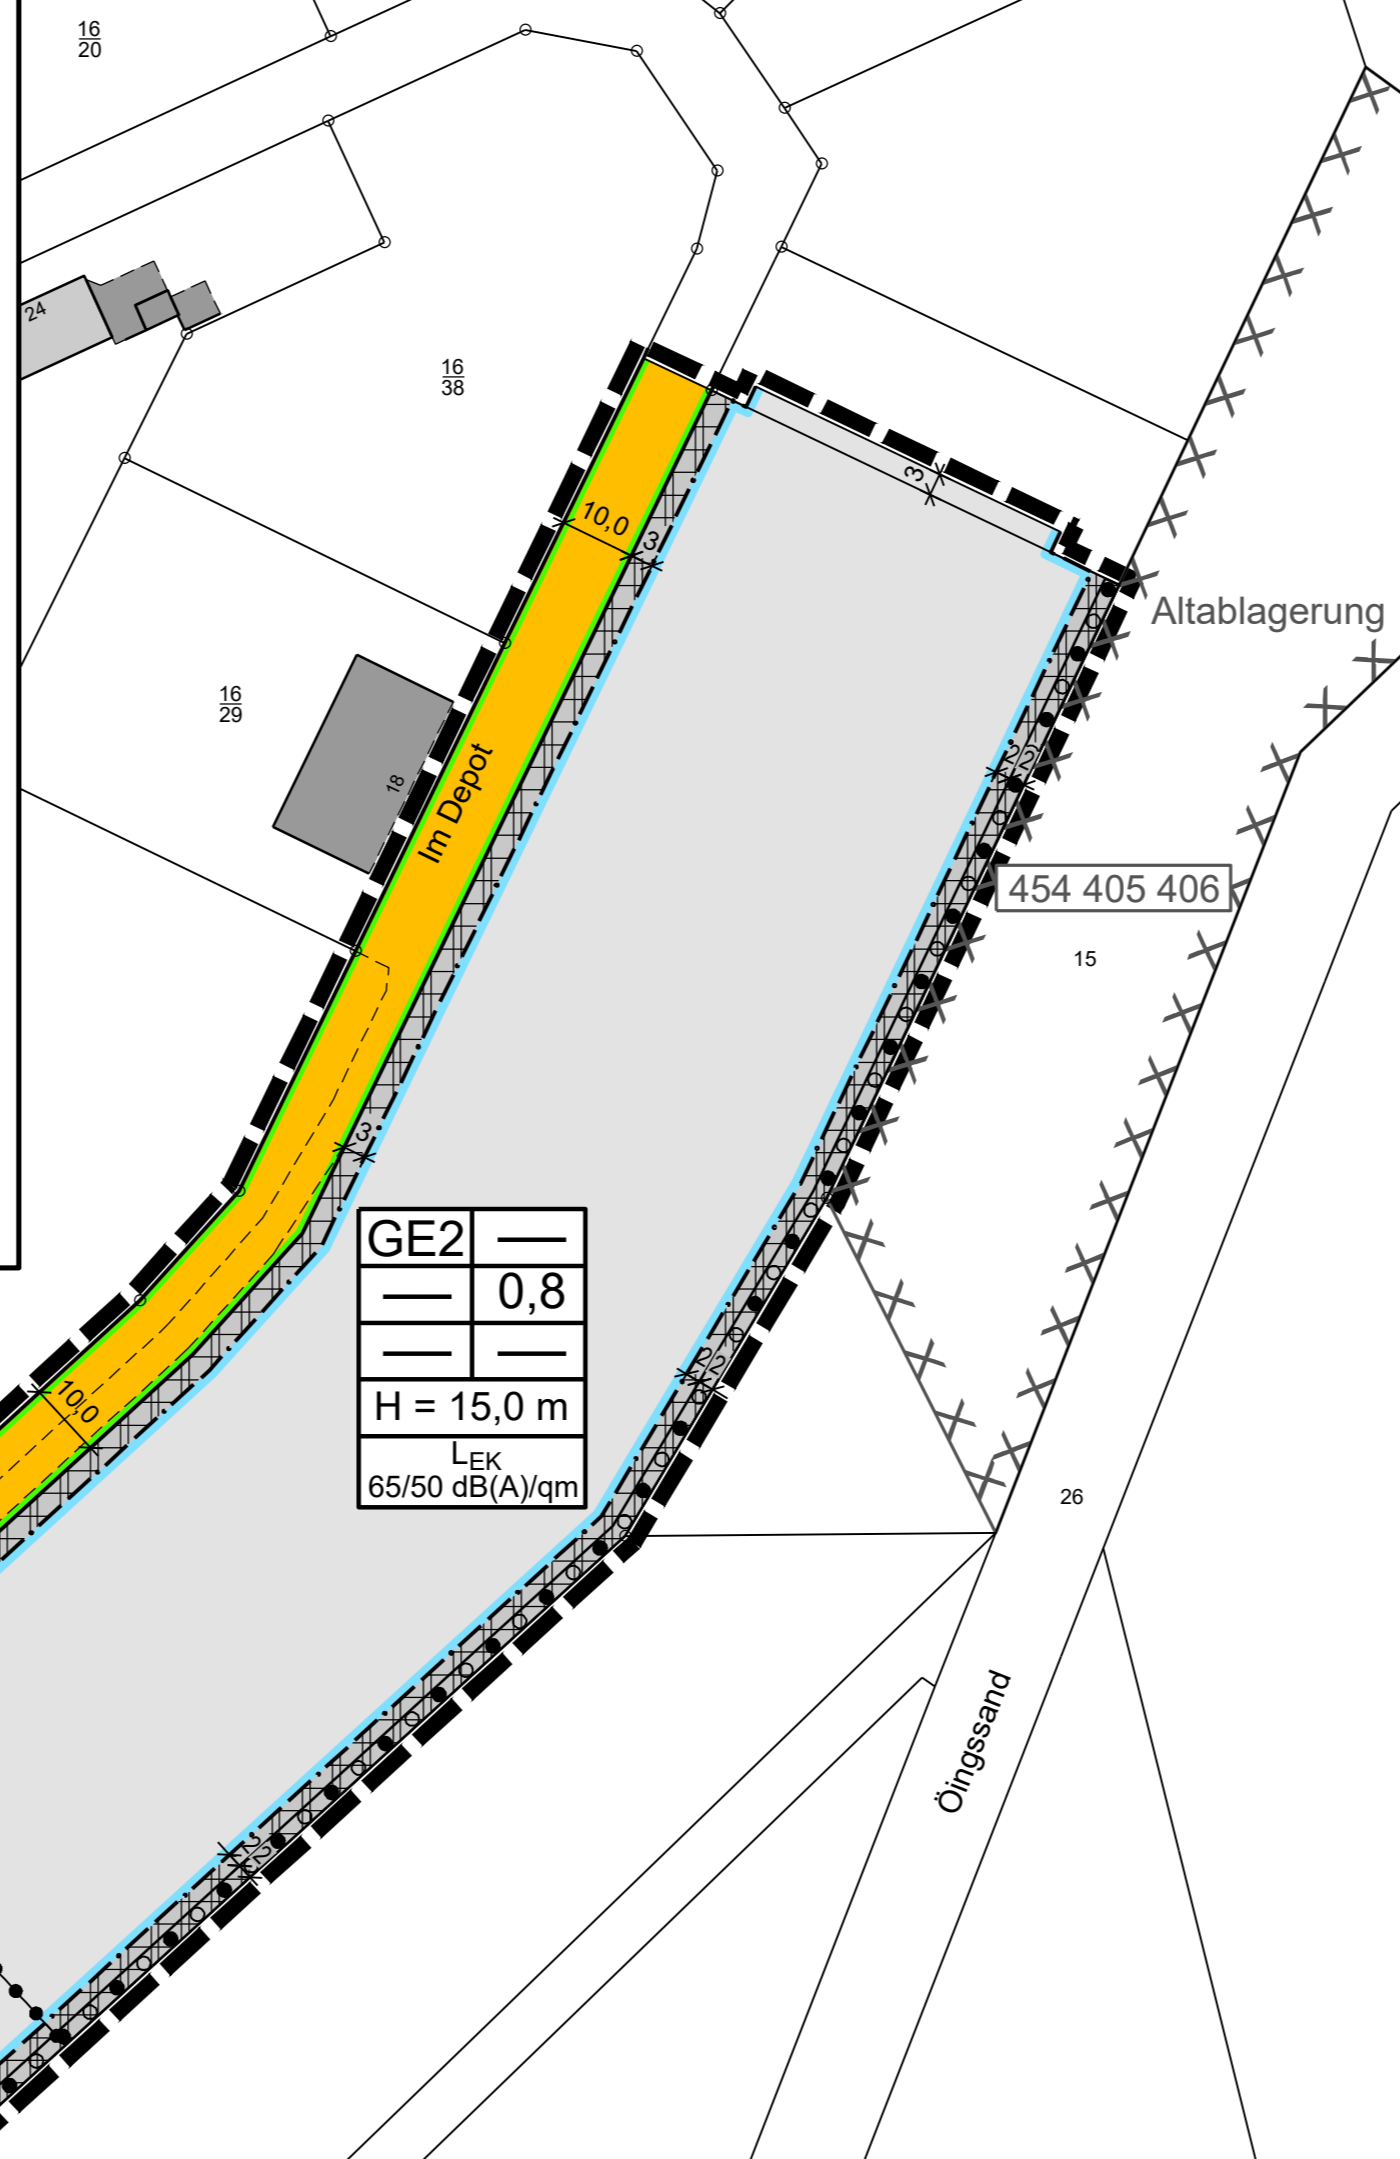 16
20
24
16
38
3
10,0
3
Altablagerung
16
29
18
Im Depot
2
2
454 405 406
15
3
GE2 —
— 0,8
— —
H = 15,0 m
LEK
65/50 dB(A)/qm
2
2
10,0
26
Öingssand
2
2